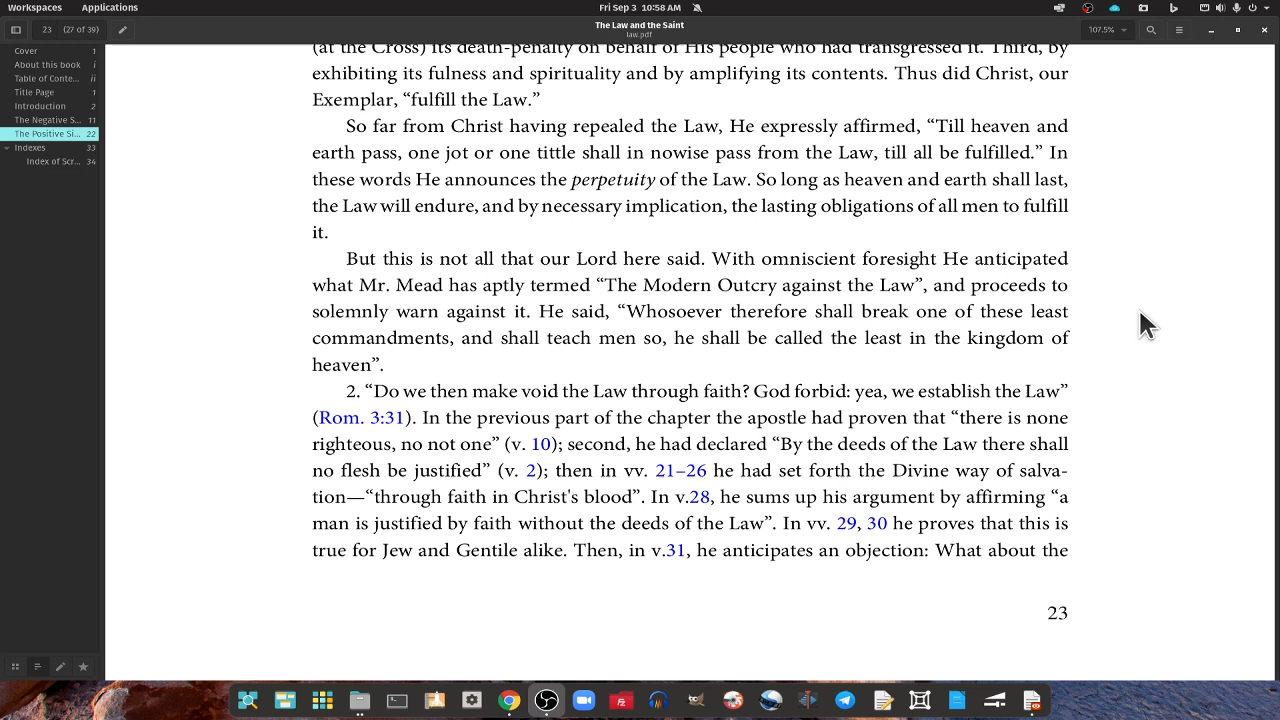 Workspaces
Applications
Fri Sep 3 10:58 AM
23
(27 of 39)
The Law and the Saint
law.pdf
107.5%
Cover 1
About this book i
Table of Conte... ii
Title Page 1
Introduction 2
The Negative S... 11
The Positive Si... 22
Indexes 33
Index of Scr... 34
(at the Cross) its death-penalty on behalf of His people who had transgressed it. Third, by
exhibiting its fulness and spirituality and by amplifying its contents. Thus did Christ, our
Exemplar, “fulfill the Law.”
So far from Christ having repealed the Law, He expressly affirmed, “Till heaven and
earth pass, one jot or one tittle shall in nowise pass from the Law, till all be fulfilled.” In
these words He announces the perpetuity of the Law. So long as heaven and earth shall last,
the Law will endure, and by necessary implication, the lasting obligations of all men to fulfill
it.
But this is not all that our Lord here said. With omniscient foresight He anticipated
what Mr. Mead has aptly termed “The Modern Outcry against the Law”, and proceeds to
solemnly warn against it. He said, “Whosoever therefore shall break one of these least
commandments, and shall teach men so, he shall be called the least in the kingdom of
heaven”.
2. “Do we then make void the Law through faith? God forbid: yea, we establish the Law”
(Rom. 3:31). In the previous part of the chapter the apostle had proven that “there is none
righteous, no not one” (v. 10); second, he had declared “By the deeds of the Law there shall
no flesh be justified” (v. 2); then in vv. 21–26 he had set forth the Divine way of salva-
tion—“through faith in Christ's blood”. In v.28, he sums up his argument by affirming “a
man is justified by faith without the deeds of the Law”. In vv. 29, 30 he proves that this is
true for Jew and Gentile alike. Then, in v.31, he anticipates an objection: What about the
23